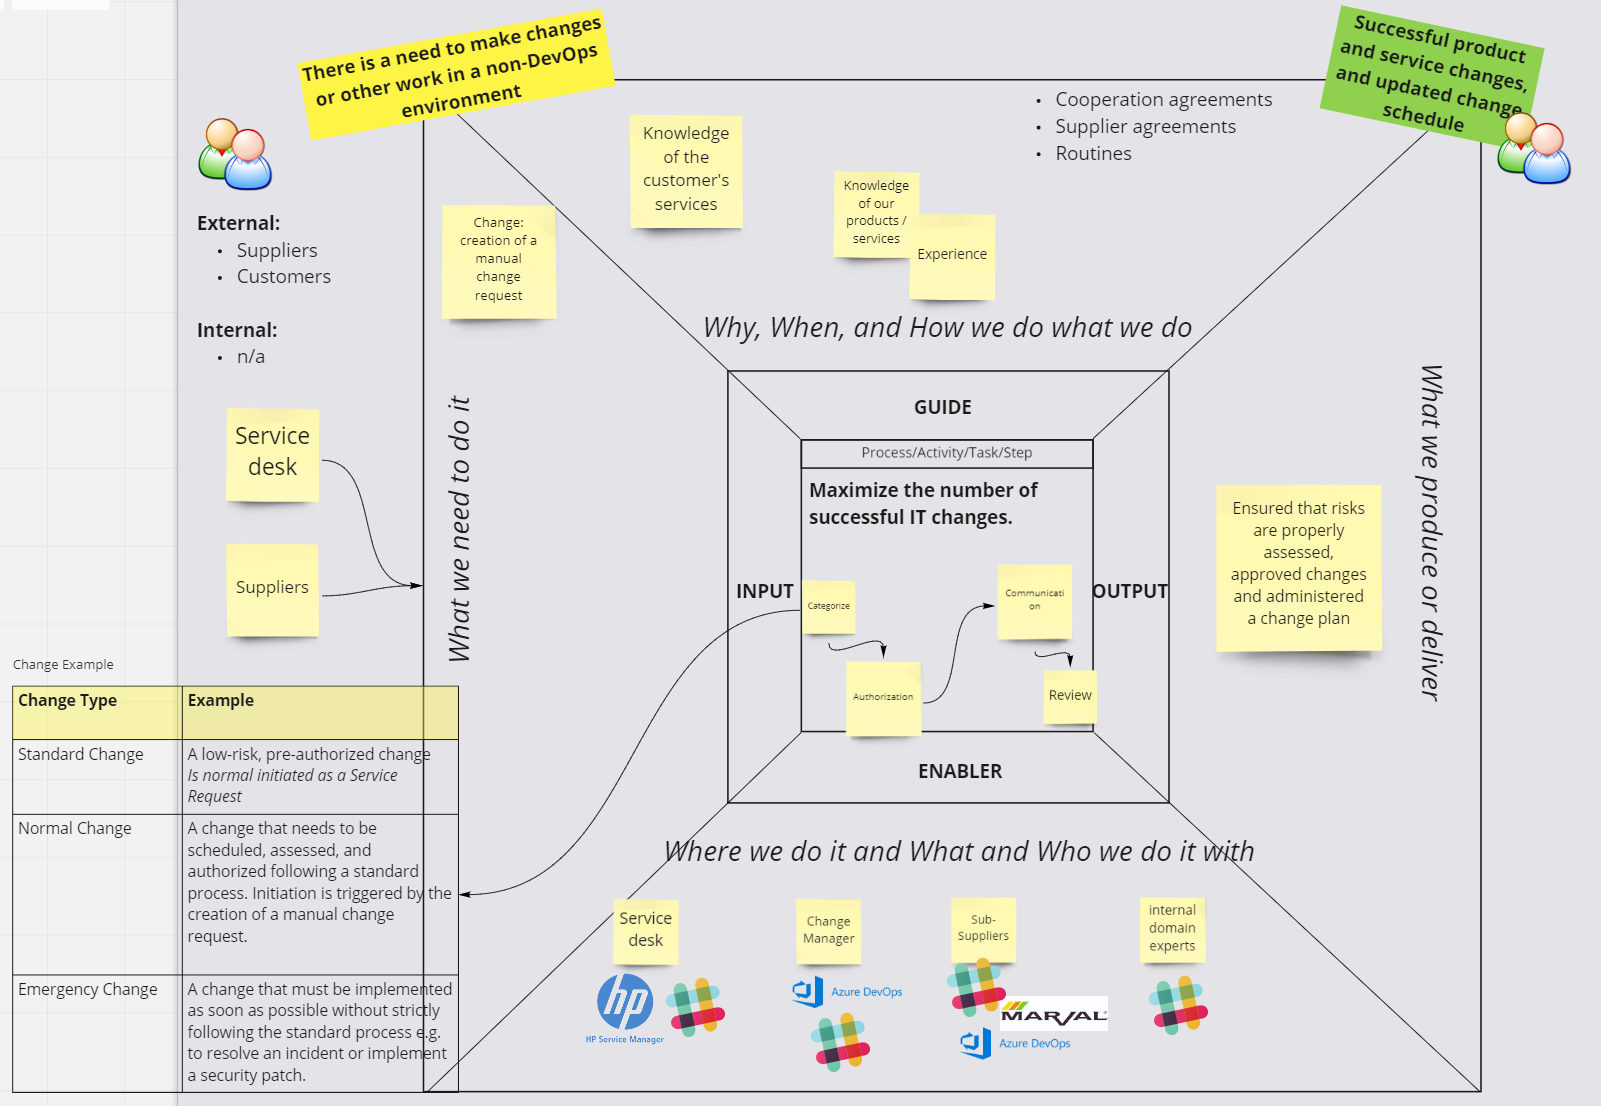 There is a need to make changes
or other work in a non-DevOps
environment
Successful product
and service changes,
and updated change
schedule
External:
• Suppliers
• Customers
Internal:
• n/a
Service
desk
Suppliers
Change:
creation of a
manual
change
request
Knowledge
of the
customer's
services
Knowledge
of our
products /
services
Experience
• Cooperation agreements
• Supplier agreements
• Routines
Why, When, and How we do what we do
What we need to do it
What we produce or deliver
GUIDE
Process/Activity/Task/Step
Maximize the number of
successful IT changes.
INPUT
OUTPUT
Categorize
Authorization
Communicati
on
Review
ENABLER
Ensured that risks
are properly
assessed,
approved changes
and administered
a change plan
Where we do it and What and Who we do it with
Service
desk
Change
Manager
Sub-
Suppliers
internal
domain
experts
hp
HP Service Manager
Azure DevOps
MARVAL
Azure DevOps
Change Example
Change Type
Example
Standard Change
A low-risk, pre-authorized change
Is normal initiated as a Service
Request
Normal Change
A change that needs to be
scheduled, assessed, and
authorized following a standard
process. Initiation is triggered by the
creation of a manual change
request.
Emergency Change
A change that must be implemented
as soon as possible without strictly
following the standard process e.g.
to resolve an incident or implement
a security patch.